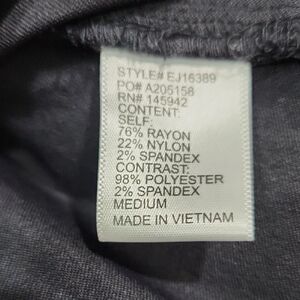 STYLE# EJ16389
PO# A205158
RN# 145942
CONTENT:
SELF:
76% RAYON
22% NYLON
2% SPANDEX
CONTRAST:
98% POLYESTER
2% SPANDEX
MEDIUM
MADE IN VIETNAM